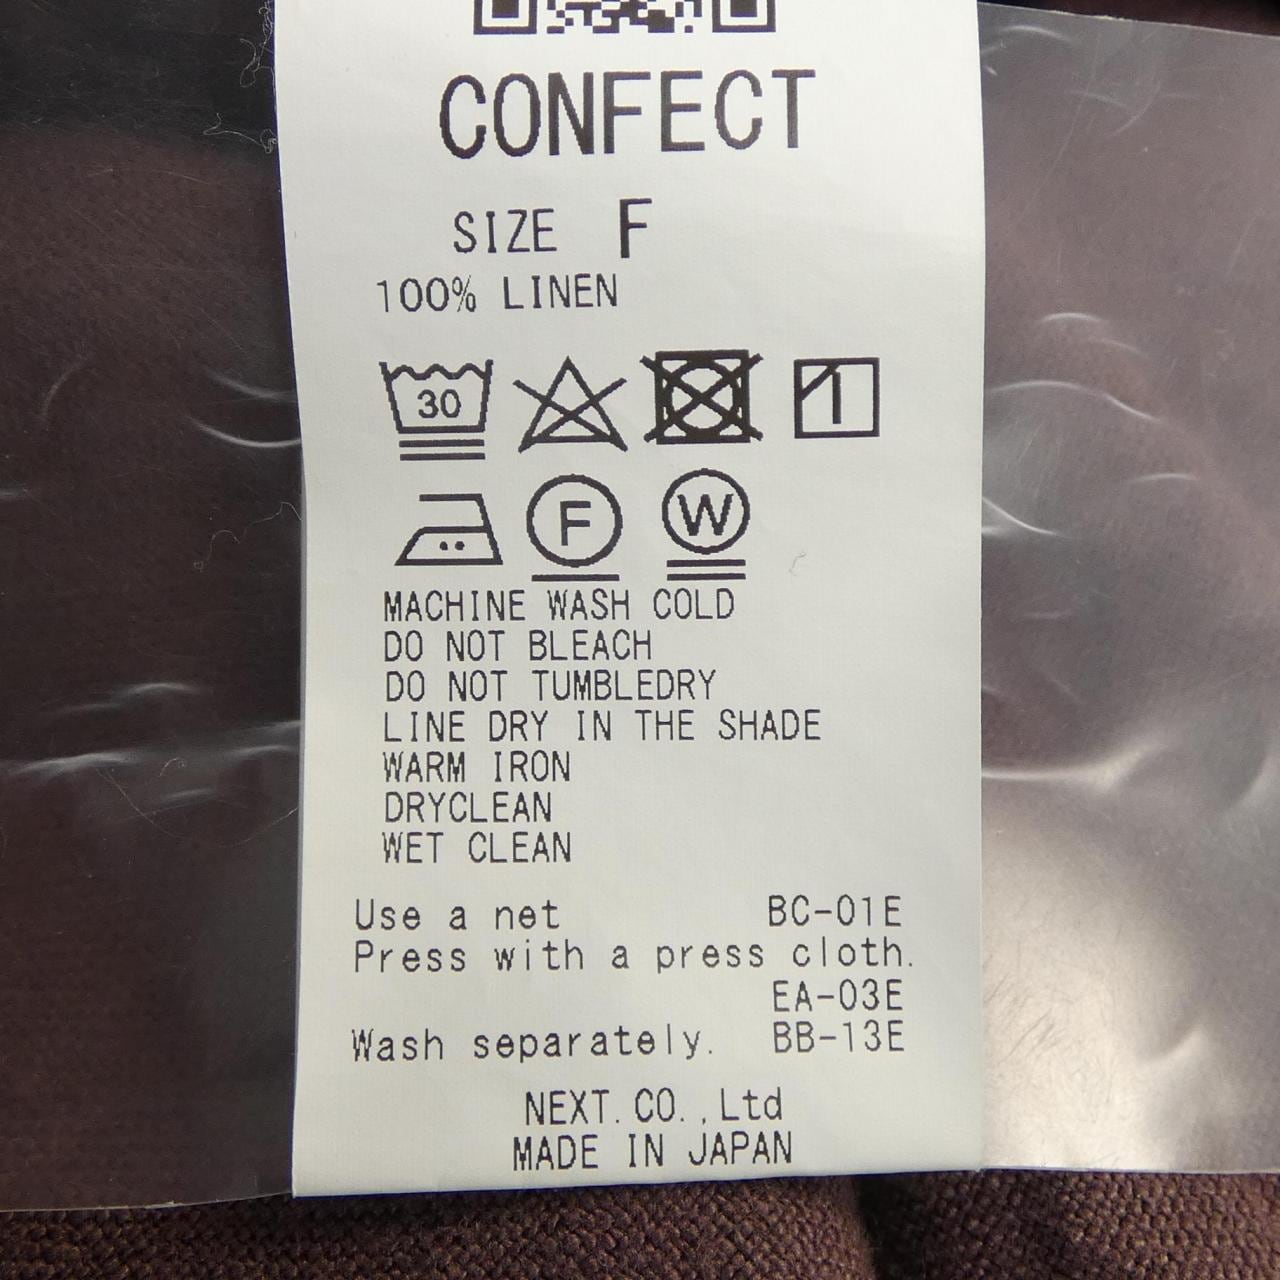 CONFECT
SIZE F
100% LINEN
30
F W
MACHINE WASH COLD
DO NOT BLEACH
DO NOT TUMBLEDRY
LINE DRY IN THE SHADE
WARM IRON
DRYCLEAN
WET CLEAN
Use a net BC-01E
Press with a press cloth.
EA-03E
Wash separately. BB-13E
NEXT.CO.,Ltd
MADE IN JAPAN